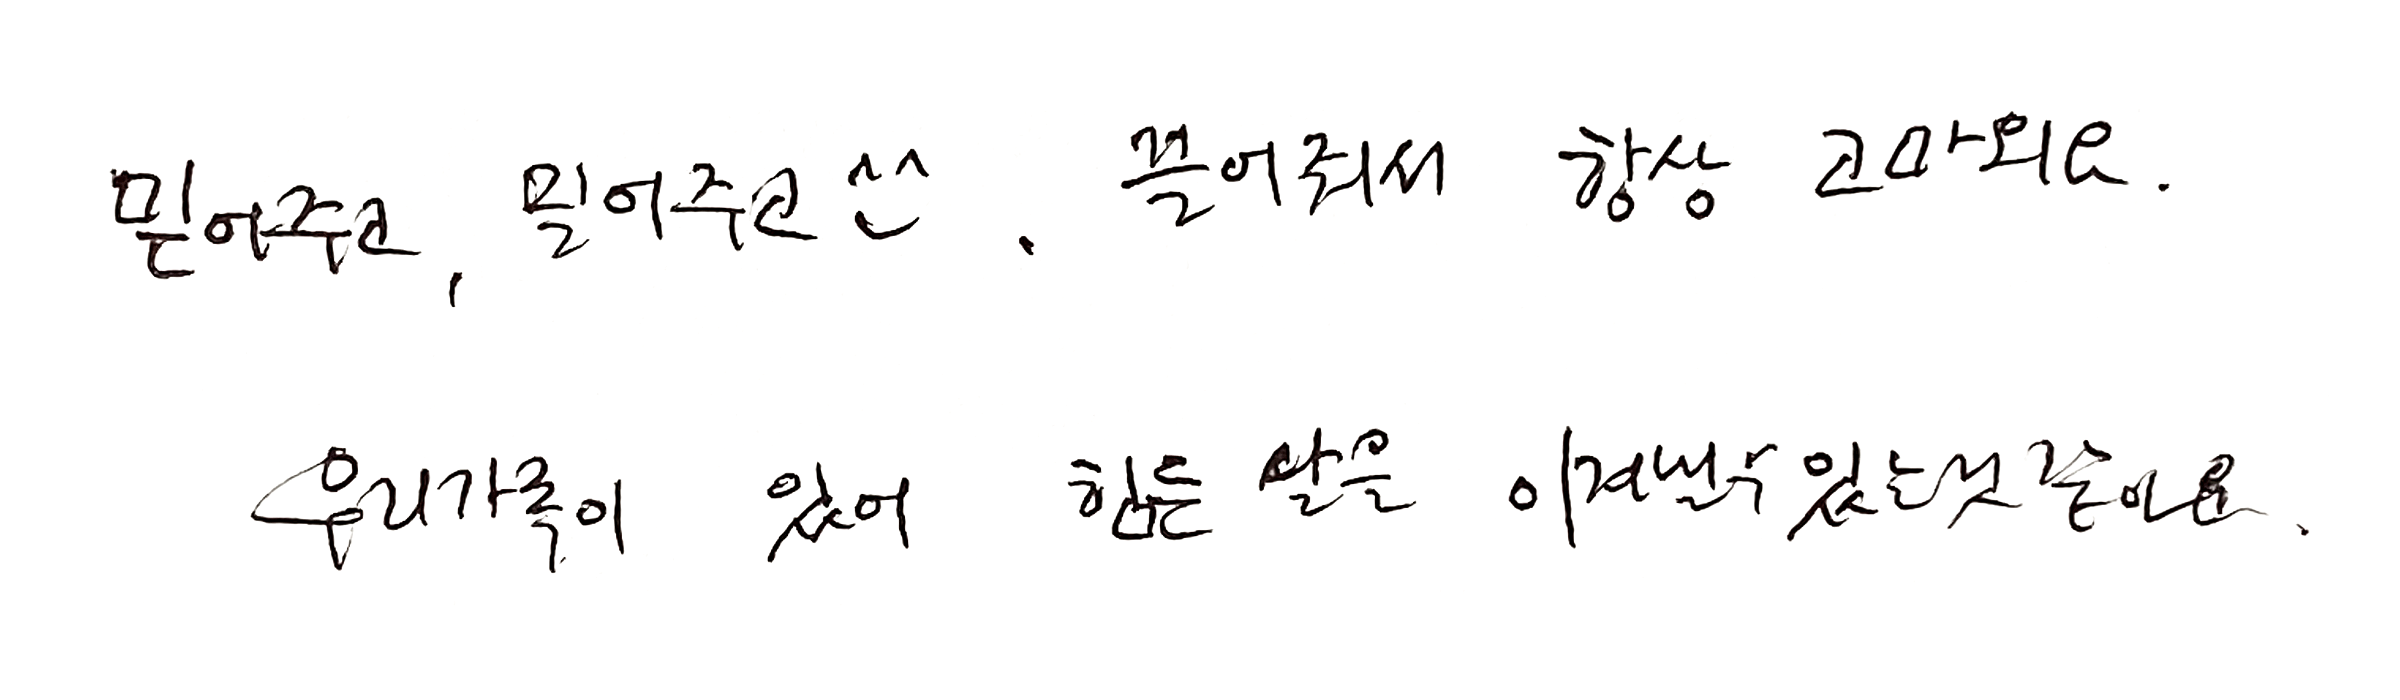 믿어주고, 밀어주고 ^^ . 끌어줘서 항상 고마워요.
우리가족이 있어 힘든 날을 이겨낼수 있는것 같아요.